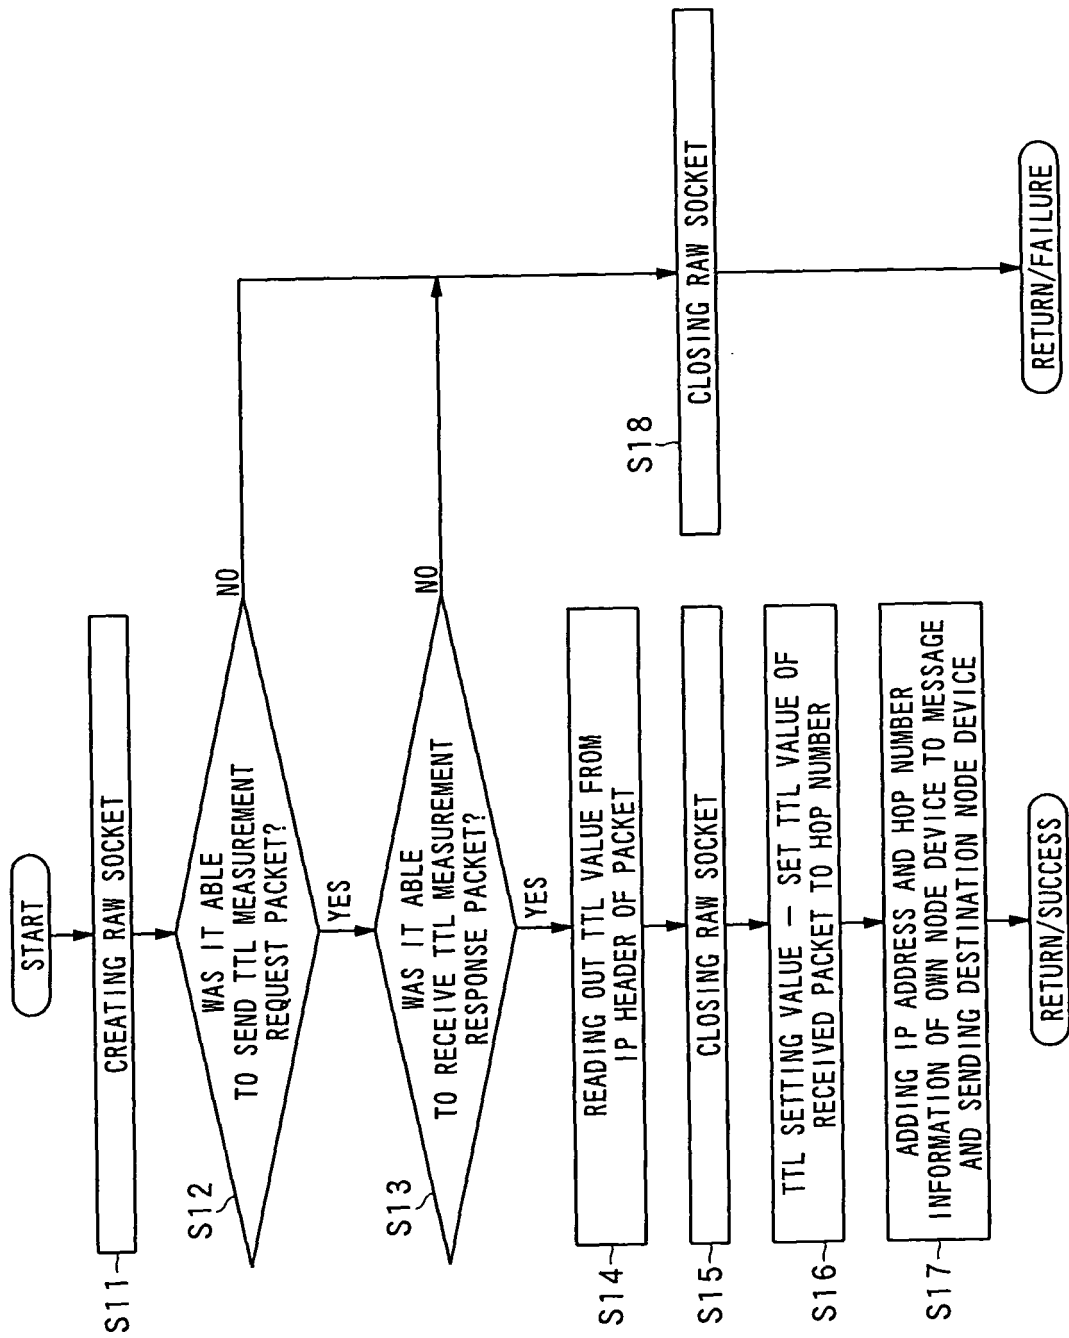 START
S11
CREATING RAW SOCKET
S12
WAS IT ABLE
TO SEND TTL MEASUREMENT
REQUEST PACKET?
NO
YES
S13
WAS IT ABLE
TO RECEIVE TTL MEASUREMENT
RESPONSE PACKET?
NO
YES
S14
READING OUT TTL VALUE FROM
IP HEADER OF PACKET
S15
CLOSING RAW SOCKET
S16
TTL SETTING VALUE — SET TTL VALUE OF
RECEIVED PACKET TO HOP NUMBER
S17
ADDING IP ADDRESS AND HOP NUMBER
INFORMATION OF OWN NODE DEVICE TO MESSAGE
AND SENDING DESTINATION NODE DEVICE
RETURN/SUCCESS
S18
CLOSING RAW SOCKET
RETURN/FAILURE